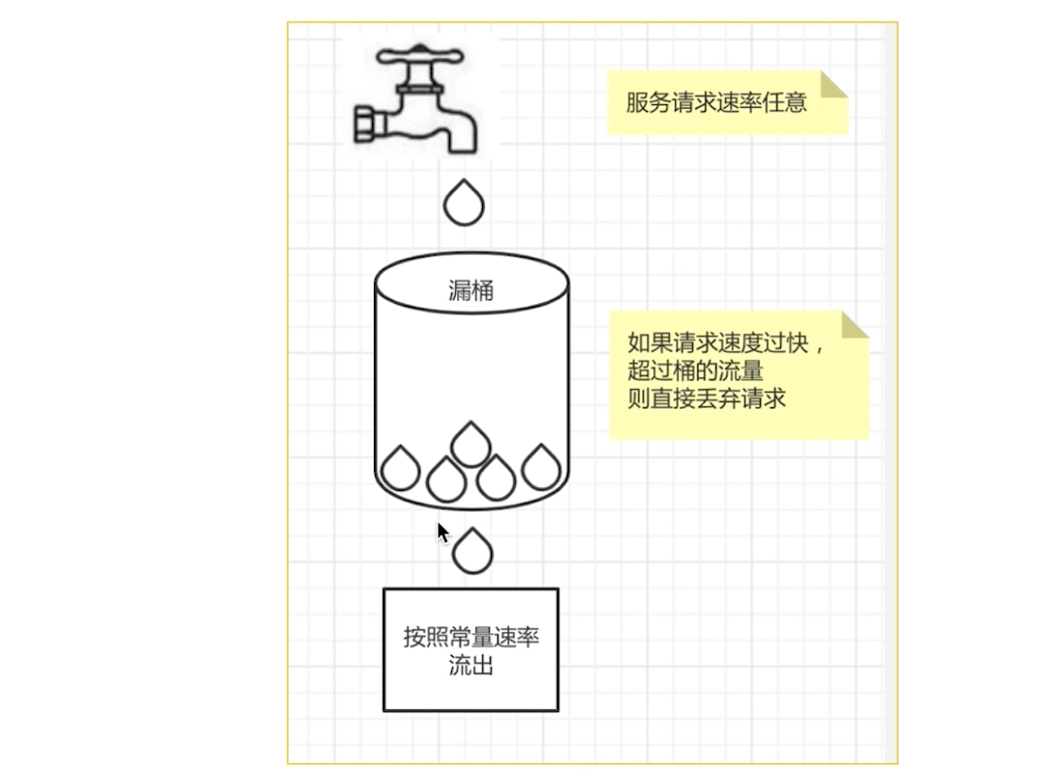 服务请求速率任意
漏桶
如果请求速度过快，
超过桶的流量
则直接丢弃请求
按照常量速率
流出